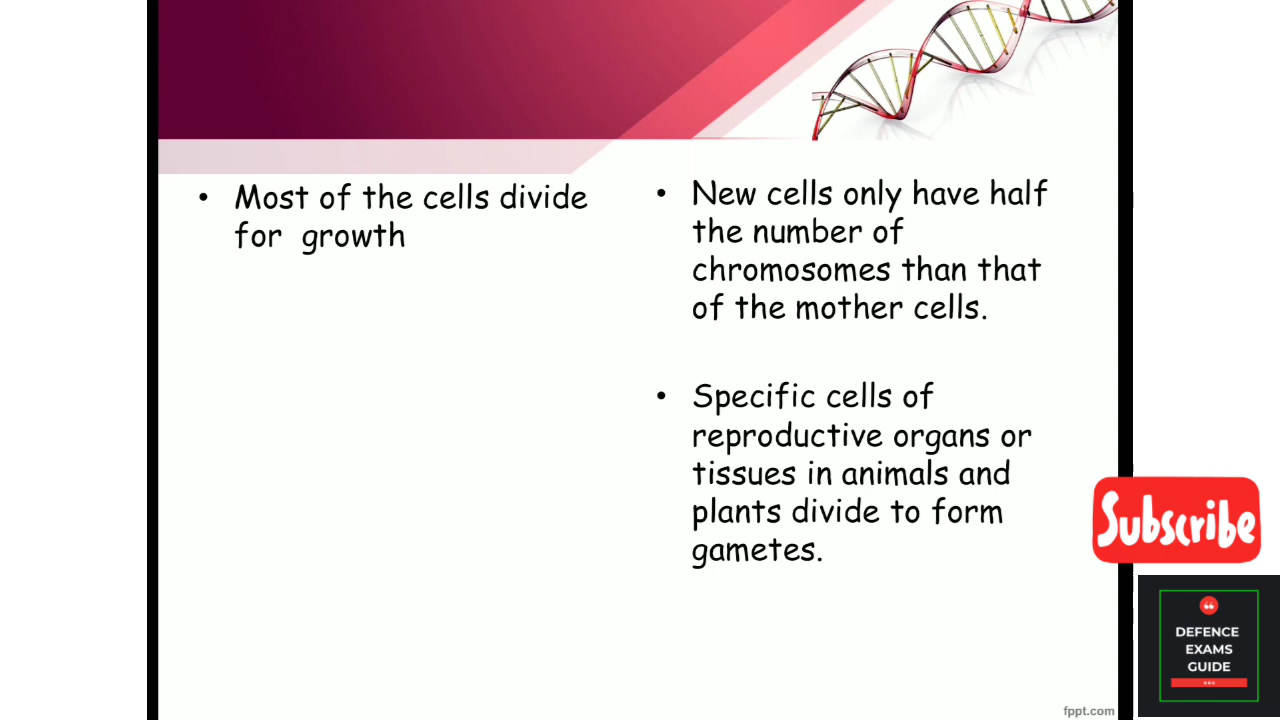 • Most of the cells divide
for growth
• New cells only have half
the number of
chromosomes than that
of the mother cells.
• Specific cells of
reproductive organs or
tissues in animals and
plants divide to form
gametes.
Subscribe
DEFENCE
EXAMS
GUIDE
fppt.com